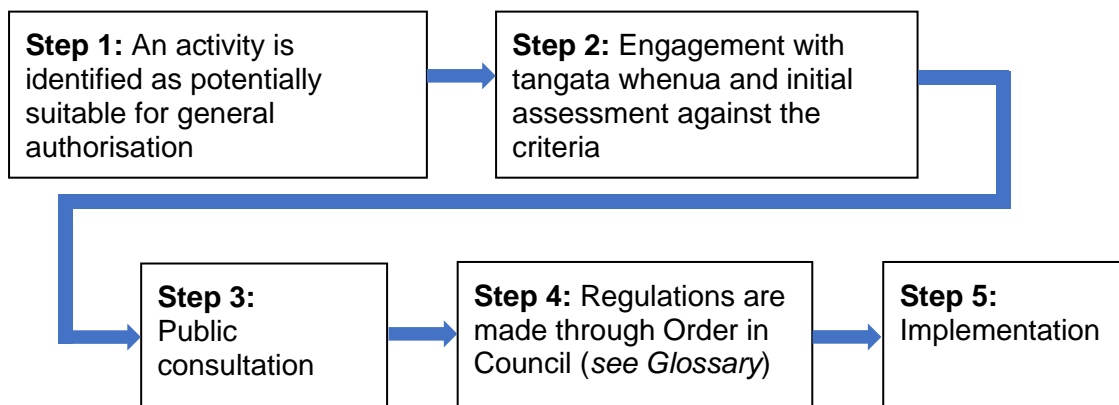 Step 1: An activity is
identified as potentially
suitable for general
authorisation
Step 2: Engagement with
tangata whenua and initial
assessment against the
criteria
Step 3:
Public
consultation
Step 4: Regulations are
made through Order in
Council (see Glossary)
Step 5:
Implementation